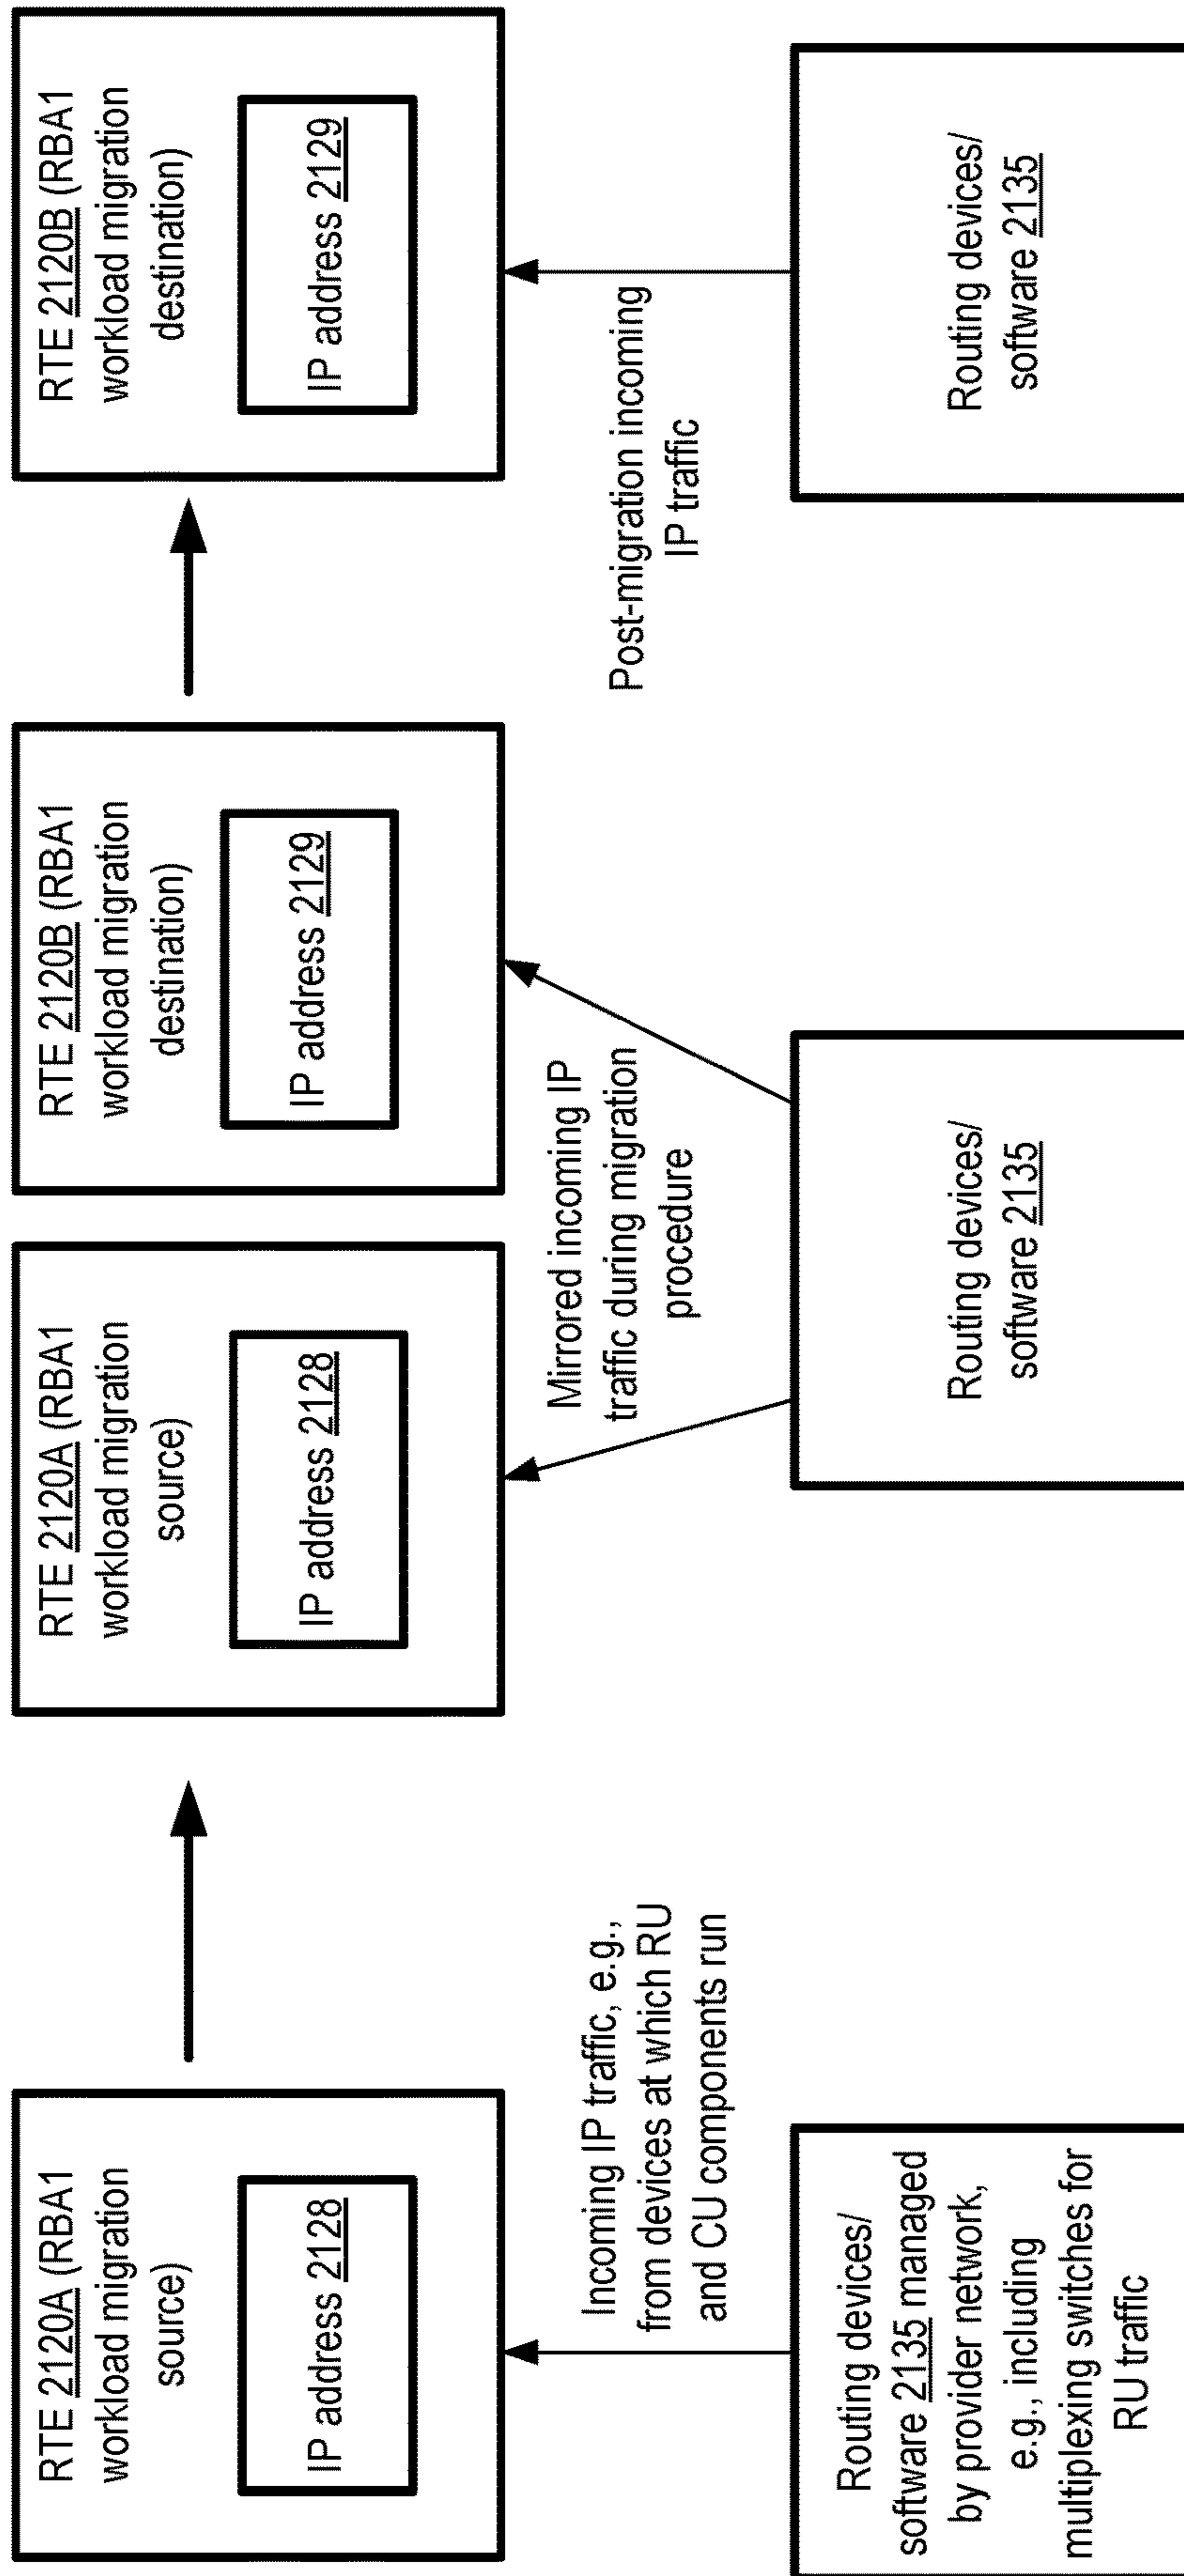 RTE 2120A (RBA1
workload migration
source)
IP address 2128
Incoming IP traffic, e.g.,
from devices at which RU
and CU components run
Routing devices/
software 2135 managed
by provider network,
e.g., including
multiplexing switches for
RU traffic
RTE 2120A (RBA1
workload migration
source)
IP address 2128
RTE 2120B (RBA1
workload migration
destination)
IP address 2129
Mirrored incoming IP
traffic during migration
procedure
Routing devices/
software 2135
RTE 2120B (RBA1
workload migration
destination)
IP address 2129
Post-migration incoming
IP traffic
Routing devices/
software 2135